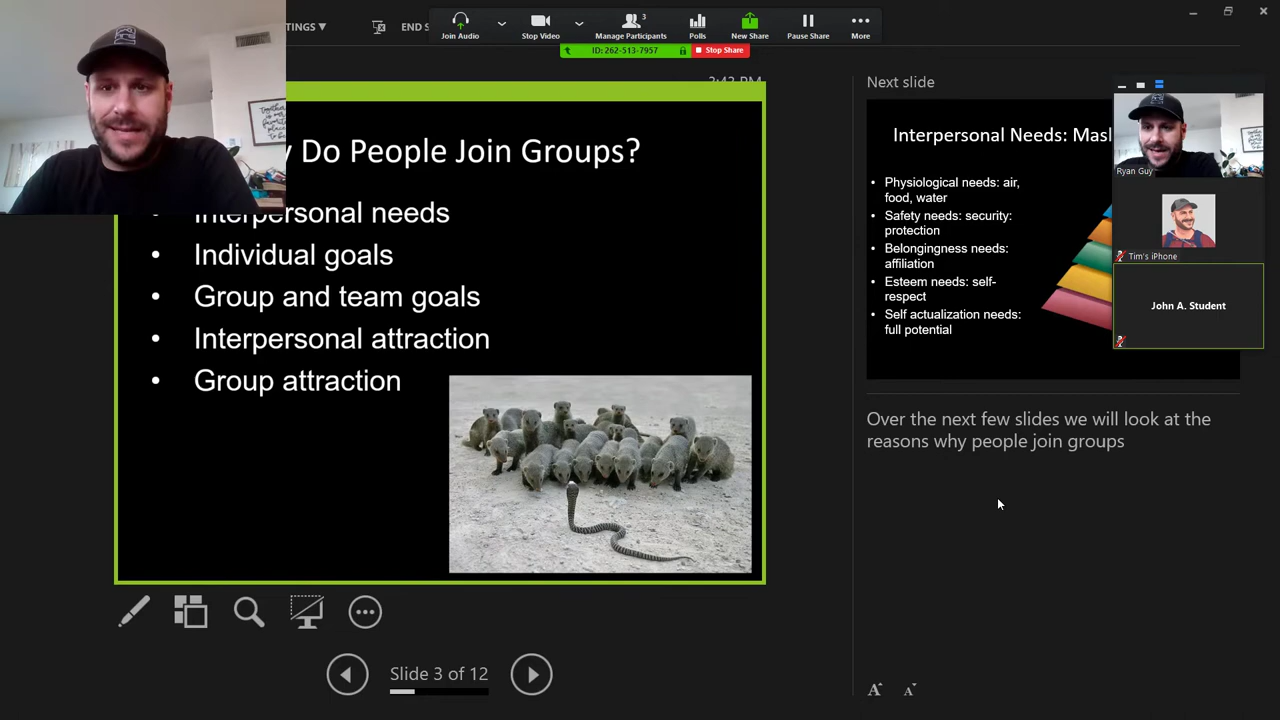 TINGS
END S
Join Audio
Stop Video
3
Manage Participants
Polls
New Share
Pause Share
More
ID: 262-513-7957
Stop Share
2:42 PM
y Do People Join Groups?
• Interpersonal needs
• Individual goals
• Group and team goals
• Interpersonal attraction
• Group attraction
Slide 3 of 12
Next slide
Interpersonal Needs: Masl
• Physiological needs: air,
food, water
• Safety needs: security:
protection
• Belongingness needs:
affiliation
• Esteem needs: self-
respect
• Self actualization needs:
full potential
Over the next few slides we will look at the
reasons why people join groups
A A
Ryan Guy
Tim's iPhone
John A. Student